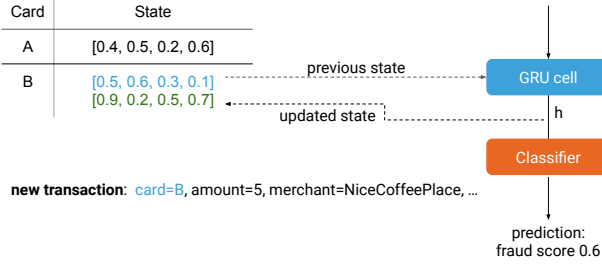 Card State
A [0.4, 0.5, 0.2, 0.6]
B [0.5, 0.6, 0.3, 0.1]
[0.9, 0.2, 0.5, 0.7]
previous state
updated state
GRU cell
h
Classifier
new transaction: card=B, amount=5, merchant=NiceCoffeePlace, ...
prediction:
fraud score 0.6